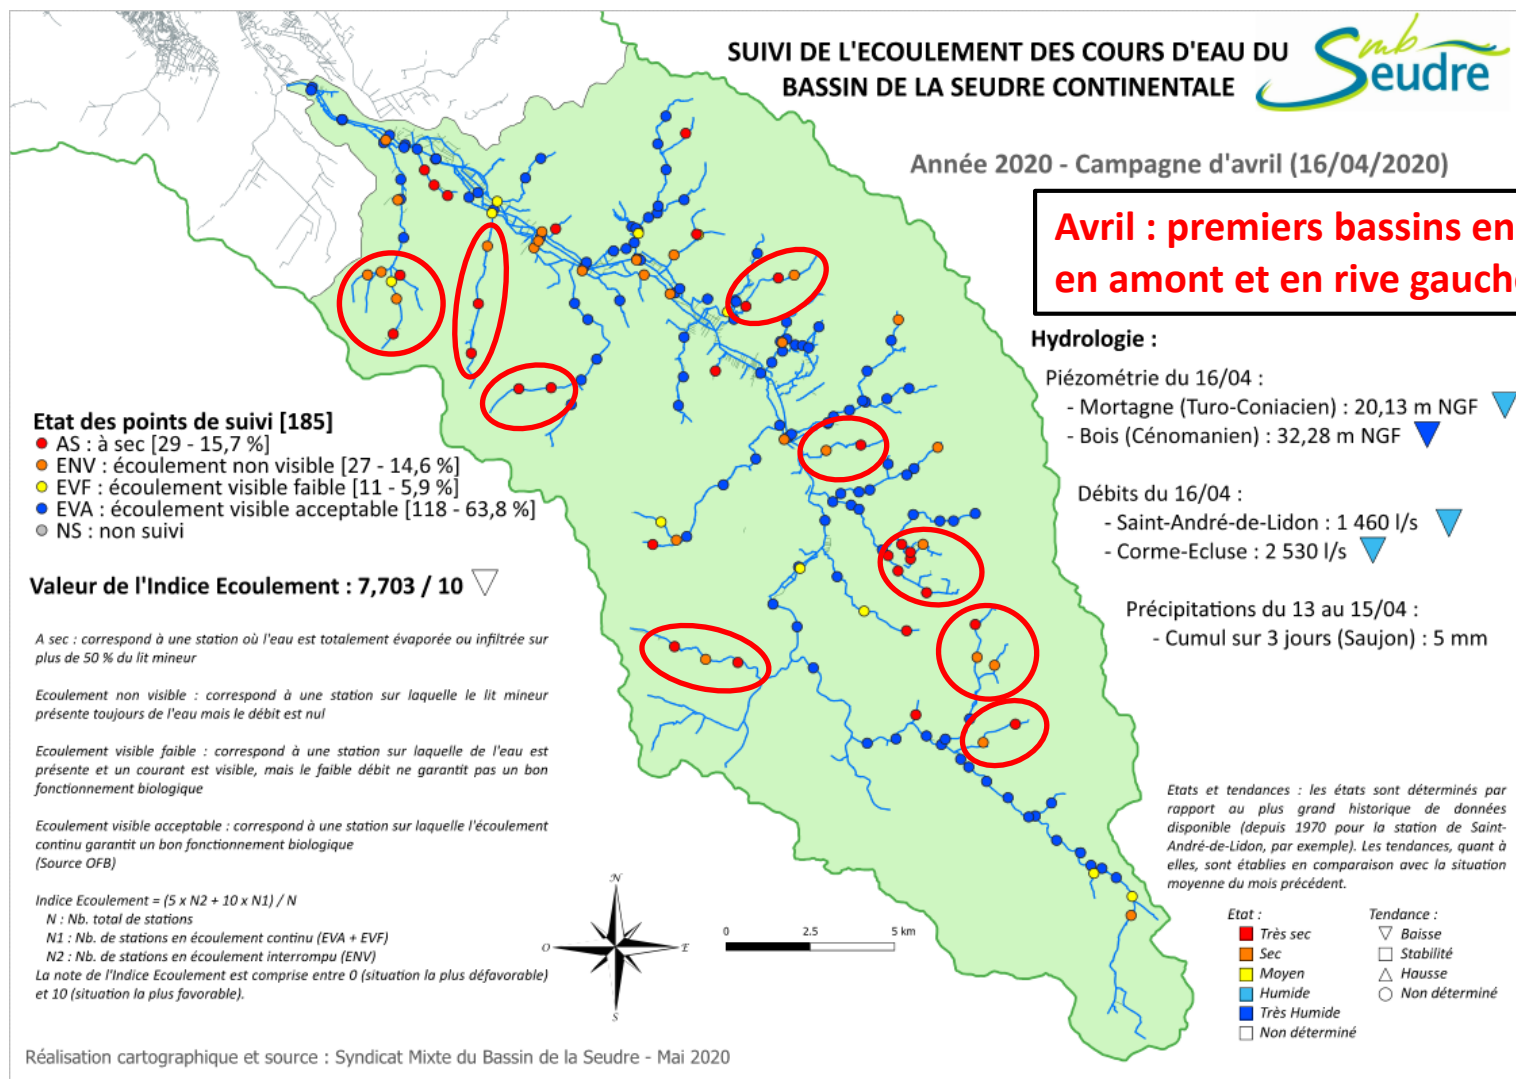 SUIVI DE L'ECOULEMENT DES COURS D'EAU DU
BASSIN DE LA SEUDRE CONTINENTALE
mb
Seudre
Année 2020 - Campagne d'avril (16/04/2020)
Avril : premiers bassins en
en amont et en rive gauche
Hydrologie :
Piézométrie du 16/04 :
- Mortagne (Turo-Coniacien) : 20,13 m NGF
- Bois (Cénomanien) : 32,28 m NGF
Débits du 16/04 :
- Saint-André-de-Lidon : 1 460 l/s
- Corme-Ecluse : 2 530 l/s
Précipitations du 13 au 15/04 :
- Cumul sur 3 jours (Saujon) : 5 mm
Etat des points de suivi [185]
AS : à sec [29 - 15,7 %]
ENV : écoulement non visible [27 - 14,6 %]
EVF : écoulement visible faible [11 - 5,9 %]
EVA : écoulement visible acceptable [118 - 63,8 %]
NS : non suivi
Valeur de l'Indice Ecoulement : 7,703 / 10
A sec : correspond à une station où l'eau est totalement évaporée ou infiltrée sur
plus de 50 % du lit mineur
Ecoulement non visible : correspond à une station sur laquelle le lit mineur
présente toujours de l'eau mais le débit est nul
Ecoulement visible faible : correspond à une station sur laquelle de l'eau est
présente et un courant est visible, mais le faible débit ne garantit pas un bon
fonctionnement biologique
Ecoulement visible acceptable : correspond à une station sur laquelle l'écoulement
continu garantit un bon fonctionnement biologique
(Source OFB)
Indice Ecoulement = (5 x N2 + 10 x N1) / N
N : Nb. total de stations
N1 : Nb. de stations en écoulement continu (EVA + EVF)
N2 : Nb. de stations en écoulement interrompu (ENV)
La note de l'Indice Ecoulement est comprise entre 0 (situation la plus défavorable)
et 10 (situation la plus favorable).
N
O
E
S
0
2.5
5 km
Etats et tendances : les états sont déterminés par
rapport au plus grand historique de données
disponible (depuis 1970 pour la station de Saint-
André-de-Lidon, par exemple). Les tendances, quant à
elles, sont établies en comparaison avec la situation
moyenne du mois précédent.
Etat :
Très sec
Sec
Moyen
Humide
Très Humide
Non déterminé
Tendance :
Baisse
Stabilité
Hausse
Non déterminé
Réalisation cartographique et source : Syndicat Mixte du Bassin de la Seudre - Mai 2020